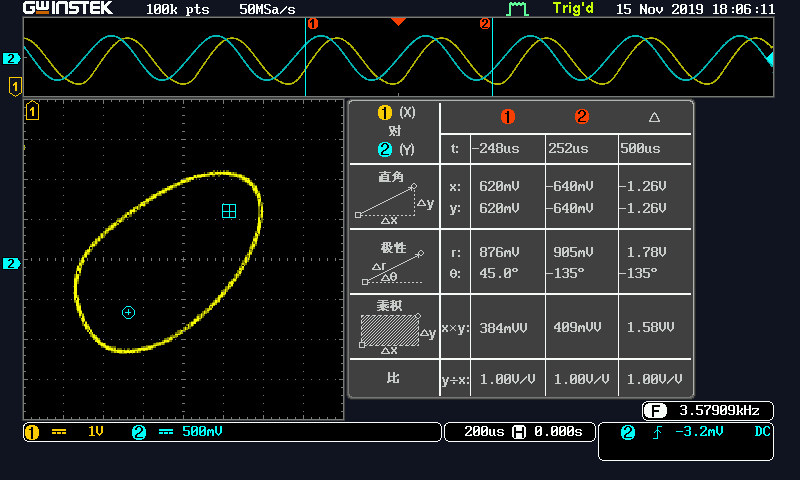 GWINSTEK 100k pts 50MSa/s Trig'd 15 Nov 2019 18:06:11
1 2
2
1
1
2
1 (X)
对
2 (Y)
1 2 △
t: -248us 252us 500us
直角
△y
△x
x: 620mV -640mV -1.26V
y: 620mV -640mV -1.26V
极性
△r
△θ
r: 876mV 905mV 1.78V
θ: 45.0° -135° -135°
乘积
△y
△x
x×y: 384mVV 409mVV 1.58VV
比
y÷x: 1.00V/V 1.00V/V 1.00V/V
F 3.57909kHz
1 1V 2 500mV 200us H 0.000s 2 -3.2mV DC